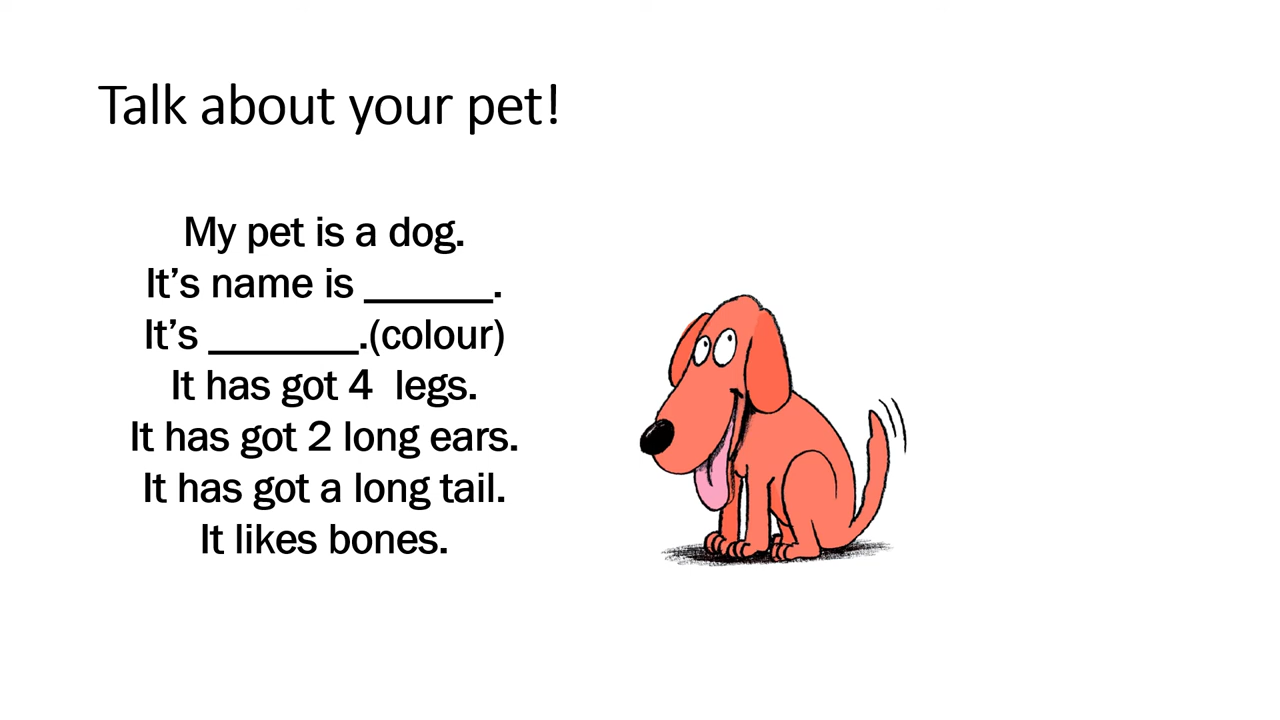 Talk about your pet!
My pet is a dog.
It’s name is ______.
It’s _______.(colour)
It has got 4  legs.
It has got 2 long ears.
It has got a long tail.
It likes bones.